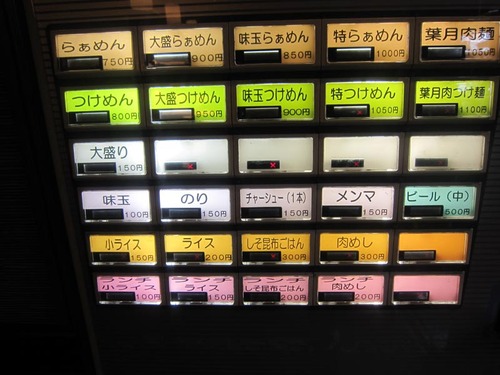 らぁめん 大盛らぁめん 味玉らぁめん 特らぁめん 葉月肉麺
750円 900円 850円 1000円 1050円
つけめん 大盛つけめん 味玉つけめん 特つけめん 葉月肉つけ麺
800円 950円 900円 1050円 1100円
大盛り
150円
味玉 のり チャーシュー(1本) メンマ ビール(中)
100円 150円 150円 150円 500円
小ライス ライス しそ昆布ごはん 肉めし
150円 200円 300円 300円
ランチ ランチ ランチ ランチ
小ライス ライス しそ昆布ごはん 肉めし
100円 150円 200円 200円